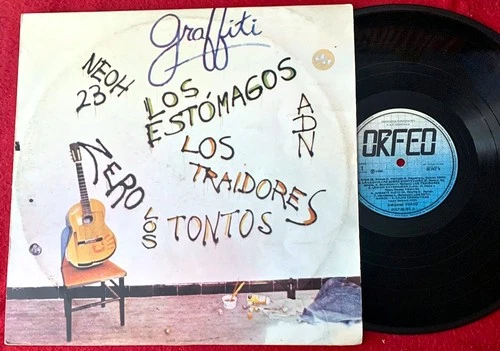 graffiti
NEOH
23
LOS
ESTÓMAGOS
ADN
LOS
TRAIDORES
ZERO
LOS
TONTOS
ORFEO